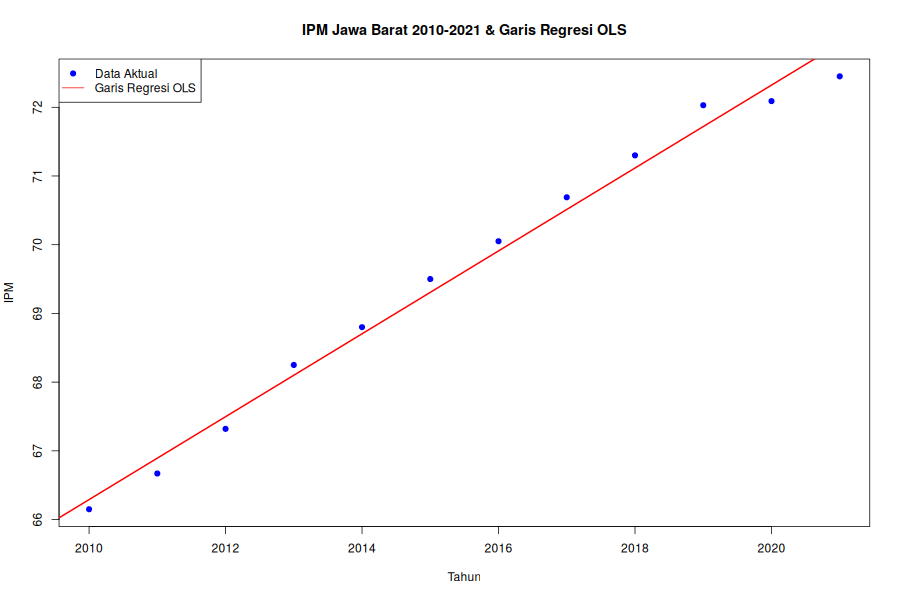 IPM Jawa Barat 2010-2021 & Garis Regresi OLS
Data Aktual
Garis Regresi OLS
72
71
70
69
68
67
66
IPM
2010 2012 2014 2016 2018 2020
Tahun